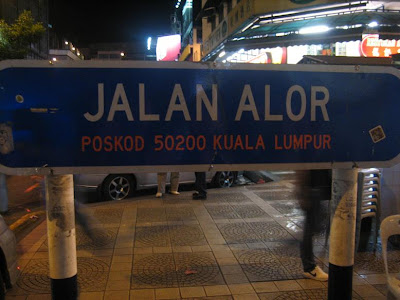 JALAN ALOR
POSKOD 50200 KUALA LUMPUR